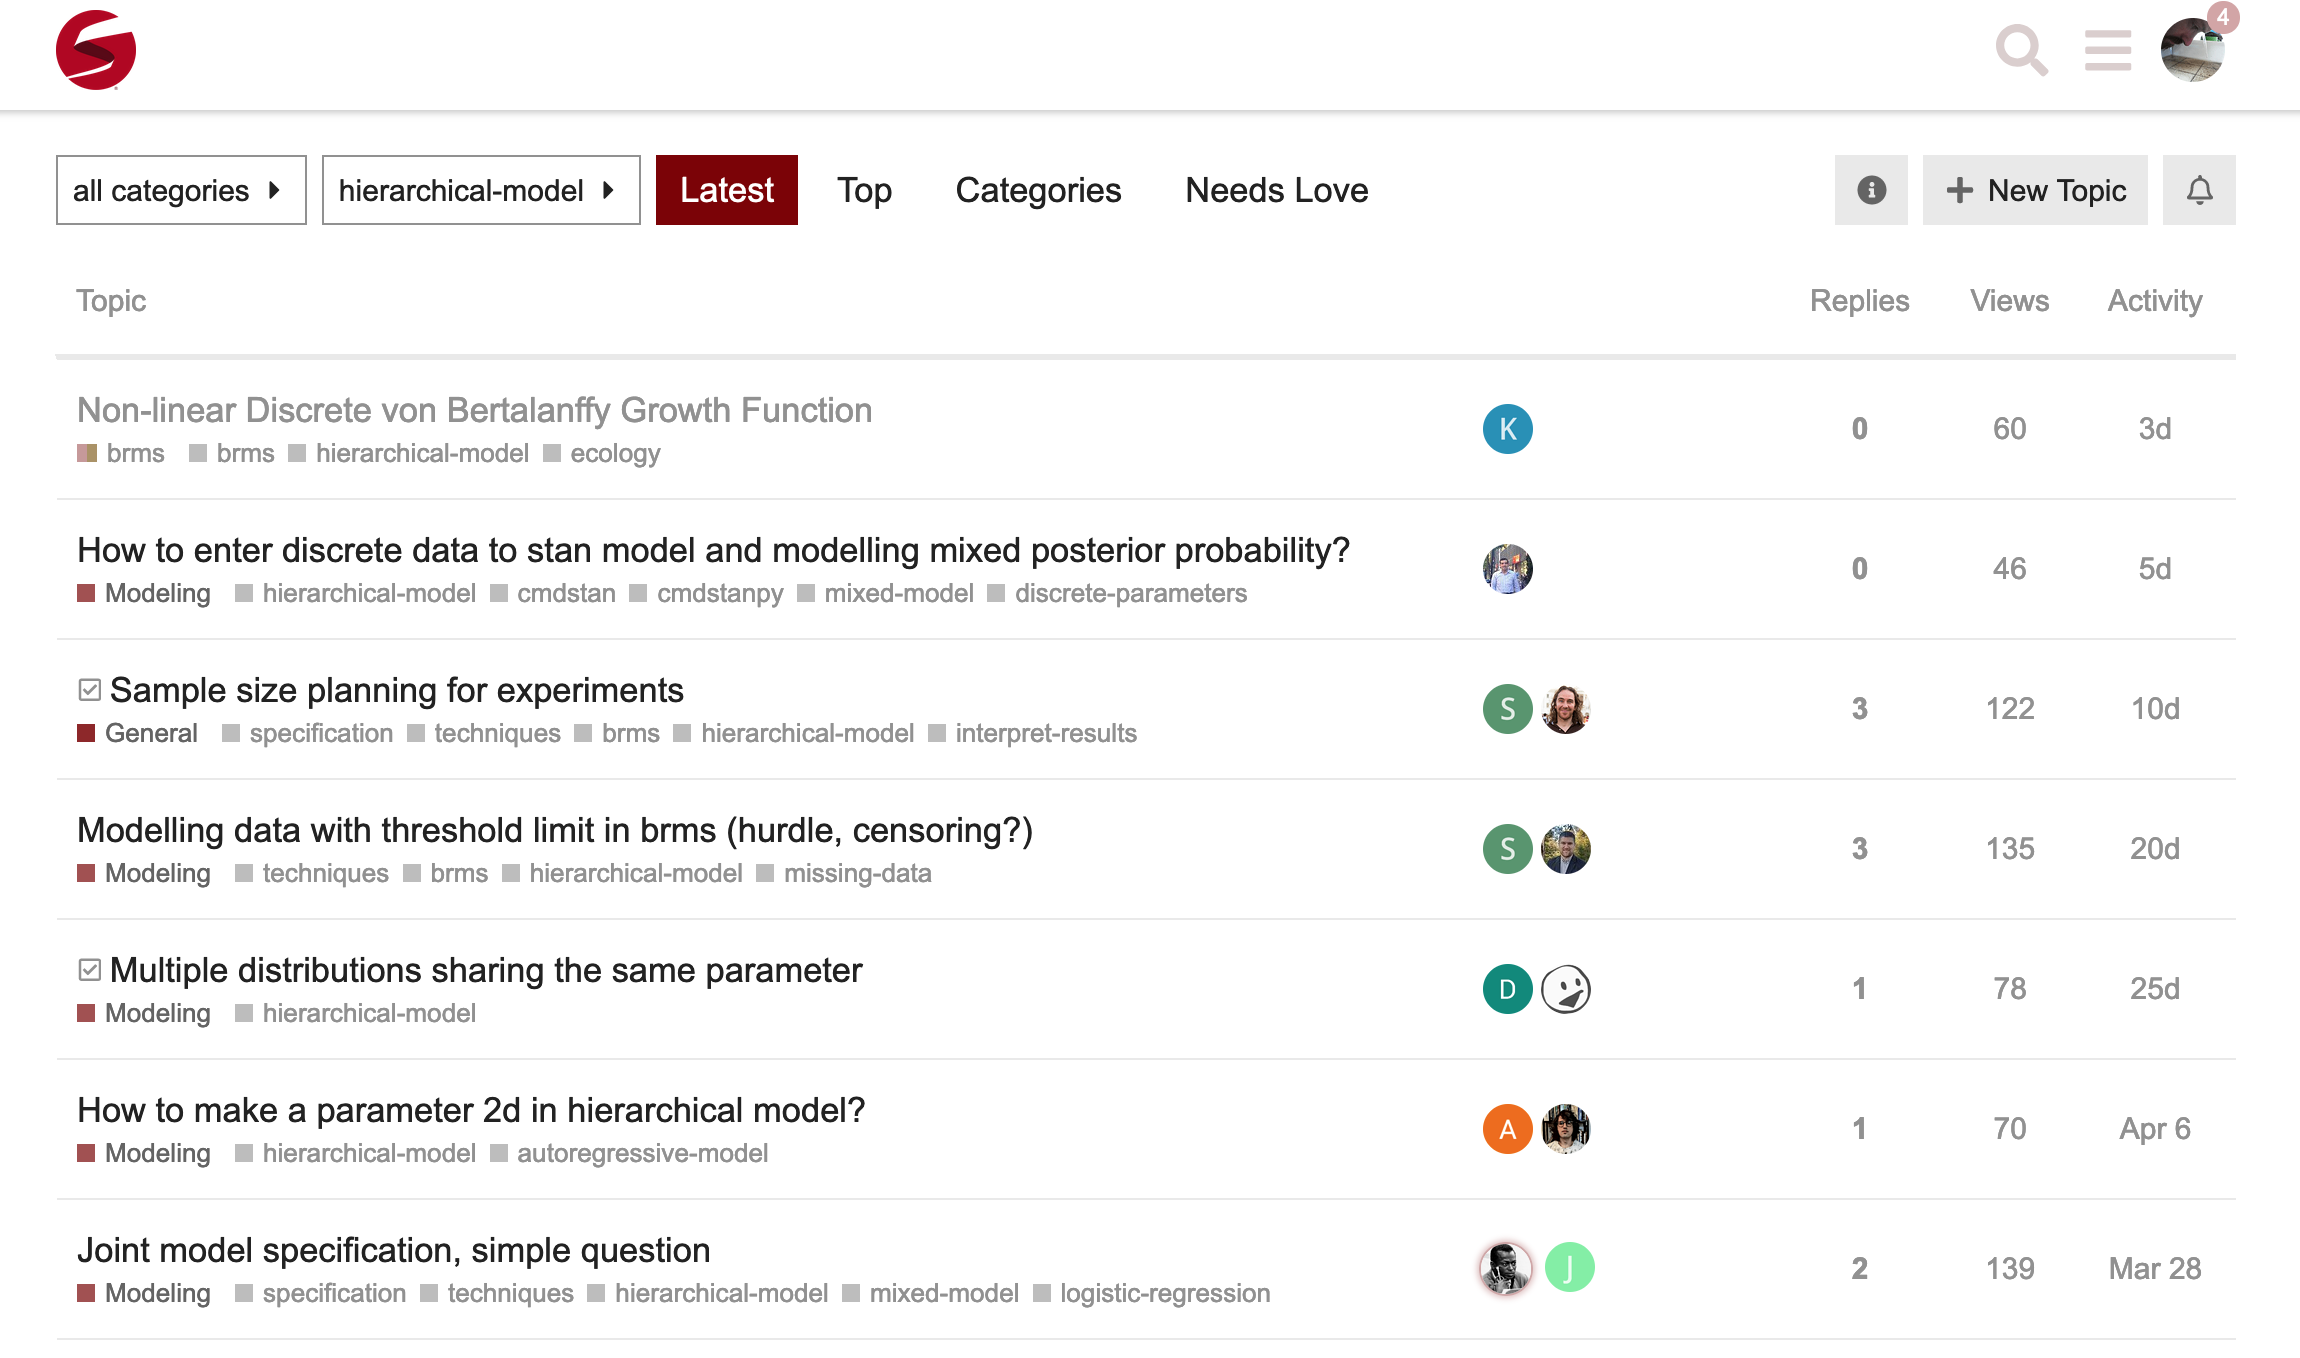 4
all categories hierarchical-model Latest Top Categories Needs Love New Topic
Topic Replies Views Activity
Non-linear Discrete von Bertalanffy Growth Function
brms brms hierarchical-model ecology
K 0 60 3d
How to enter discrete data to stan model and modelling mixed posterior probability?
Modeling hierarchical-model cmdstan cmdstanpy mixed-model discrete-parameters
0 46 5d
Sample size planning for experiments
General specification techniques brms hierarchical-model interpret-results
S 3 122 10d
Modelling data with threshold limit in brms (hurdle, censoring?)
Modeling techniques brms hierarchical-model missing-data
S 3 135 20d
Multiple distributions sharing the same parameter
Modeling hierarchical-model
D 1 78 25d
How to make a parameter 2d in hierarchical model?
Modeling hierarchical-model autoregressive-model
A 1 70 Apr 6
Joint model specification, simple question
Modeling specification techniques hierarchical-model mixed-model logistic-regression
J 2 139 Mar 28